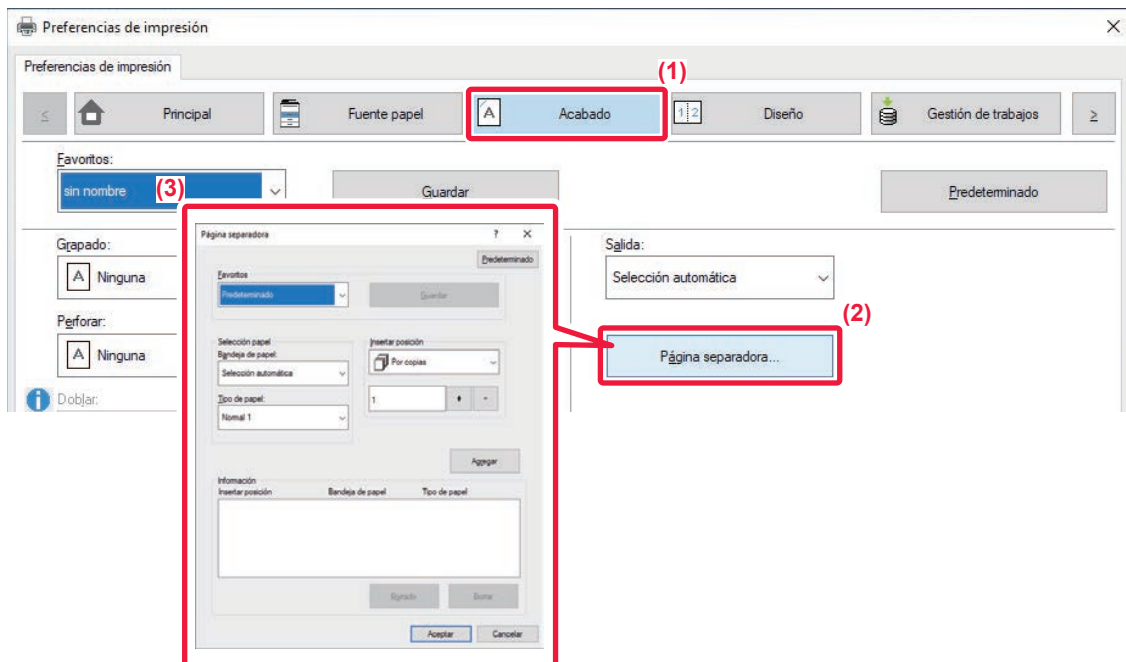 Preferencias de impresión
Preferencias de impresión
(1)
≤ Principal Fuente papel A Acabado 1 2 Diseño Gestión de trabajos ≥
Favoritos:
sin nombre (3) Guardar Predeterminado
Grapado:
A Ninguna
Perforar:
A Ninguna
Doblar:
Salida:
Selección automática
(2)
Página separadora...
Página separadora ? ×
Predeterminado
Favoritos
Predeterminado Guardar
Selección papel
Bandeja de papel:
Selección automática
Tipo de papel:
Normal 1
Insertar posición
Por copias
1 + -
Agregar
Información
Insertar posición Bandeja de papel Tipo de papel
Borrar
Aceptar Cancelar